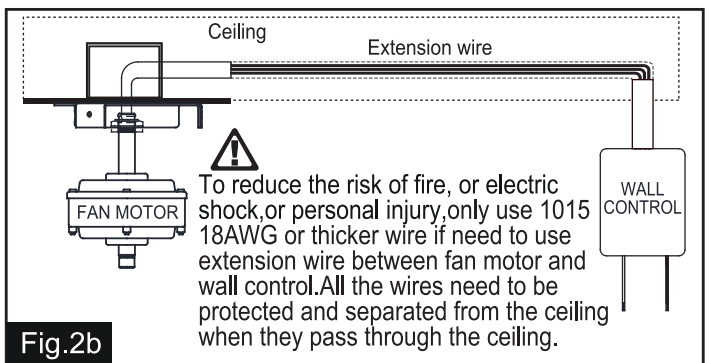 Ceiling
Extension wire
FAN MOTOR
WALL
CONTROL
To reduce the risk of fire, or electric
shock,or personal injury,only use 1015
18AWG or thicker wire if need to use
extension wire between fan motor and
wall control.All the wires need to be
protected and separated from the ceiling
when they pass through the ceiling.
Fig.2b